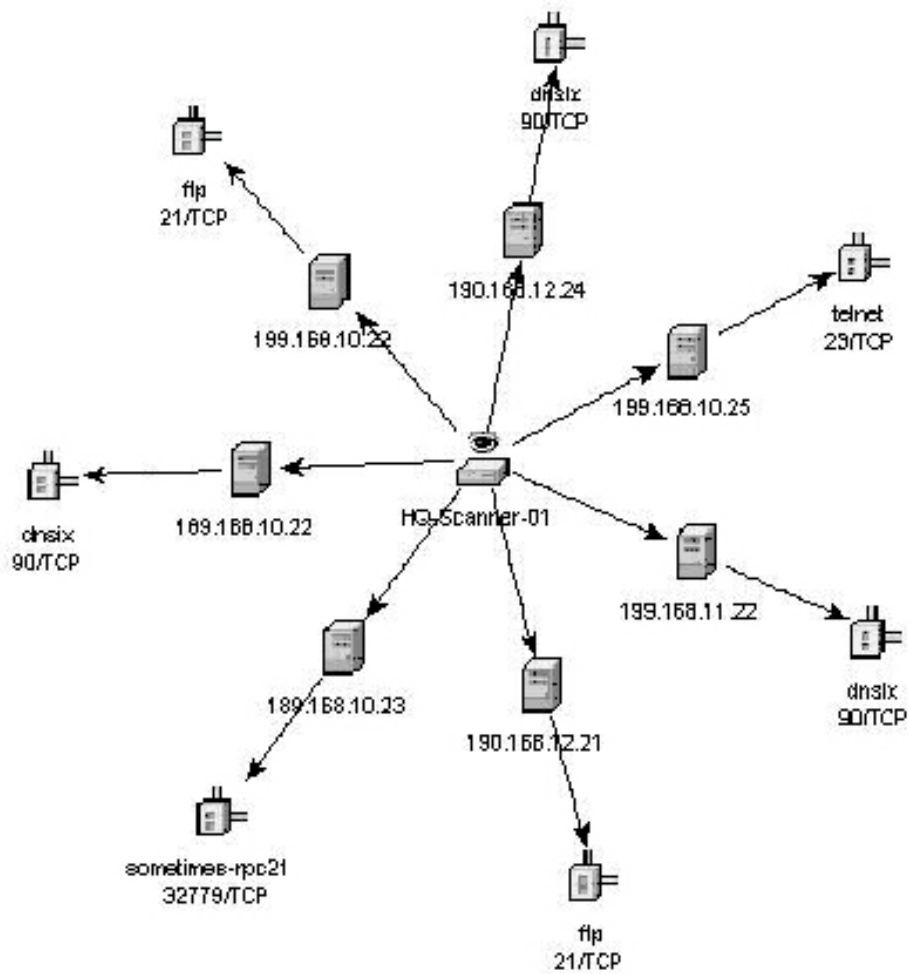 dnsix
90/TCP
ftp
21/TCP
190.168.12.24
telnet
23/TCP
199.168.10.22
199.168.10.25
HQ-Scanner-01
dnsix
90/TCP
189.168.10.22
199.168.11.22
189.168.10.23
190.168.12.21
dnsix
90/TCP
sometimes-rpc21
32779/TCP
ftp
21/TCP